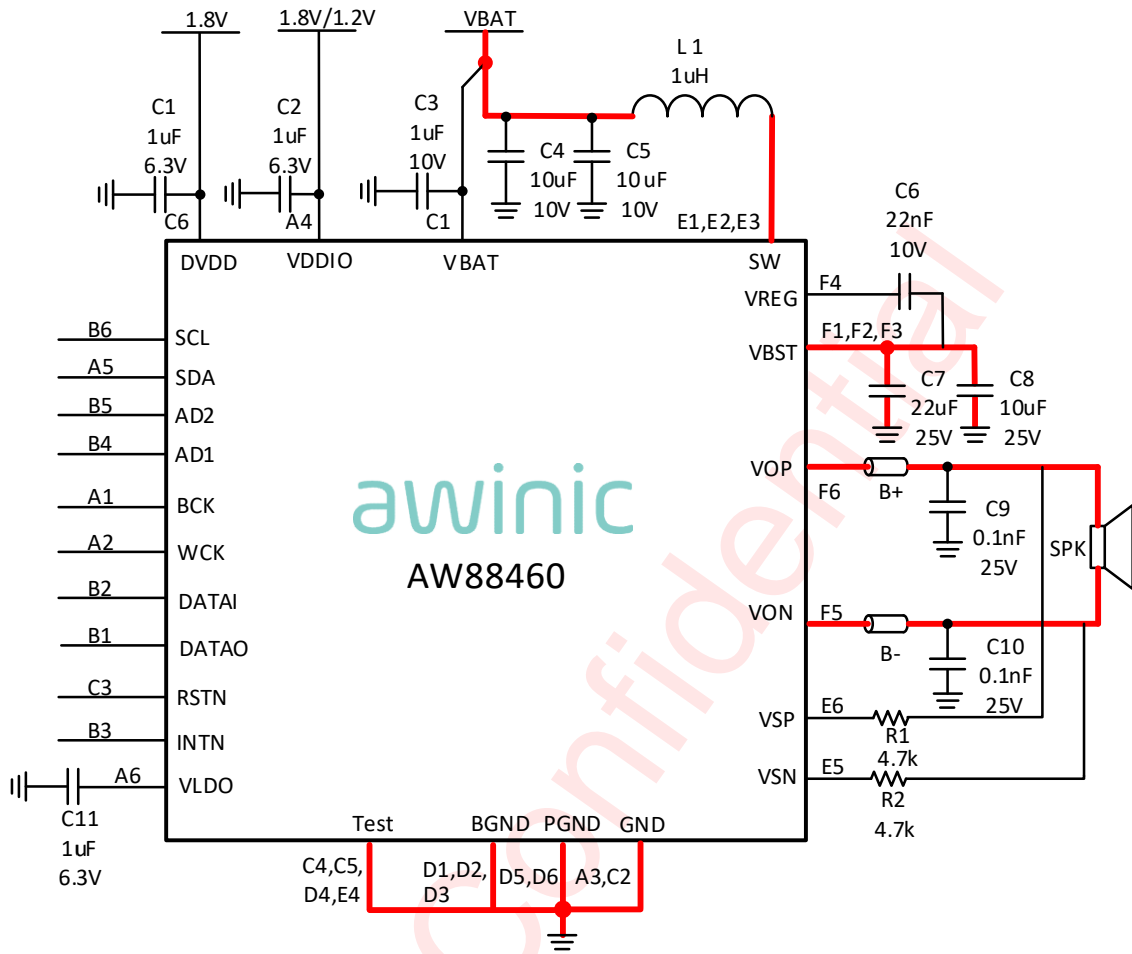 1.8V
1.8V/1.2V
VBAT
L 1
1uH
C1
1uF
6.3V
C2
1uF
6.3V
C3
1uF
10V
C4
10uF
10V
C5
10uF
10V
C6
22nF
10V
C6
A4
C1
E1,E2,E3
DVDD
VDDIO
VBAT
SW
VREG
F4
VBST
F1,F2,F3
C7
22uF
25V
C8
10uF
25V
B6
SCL
A5
SDA
B5
AD2
B4
AD1
A1
BCK
A2
WCK
B2
DATAI
B1
DATAO
C3
RSTN
B3
INTN
A6
VLDO
C11
1uF
6.3V
awinic
AW88460
VOP
F6
B+
C9
0.1nF
25V
SPK
VON
F5
B-
C10
0.1nF
25V
VSP
E6
R1
4.7k
VSN
E5
R2
4.7k
Test
BGND
PGND
GND
C4,C5,
D4,E4
D1,D2,
D3
D5,D6
A3,C2
Confidential